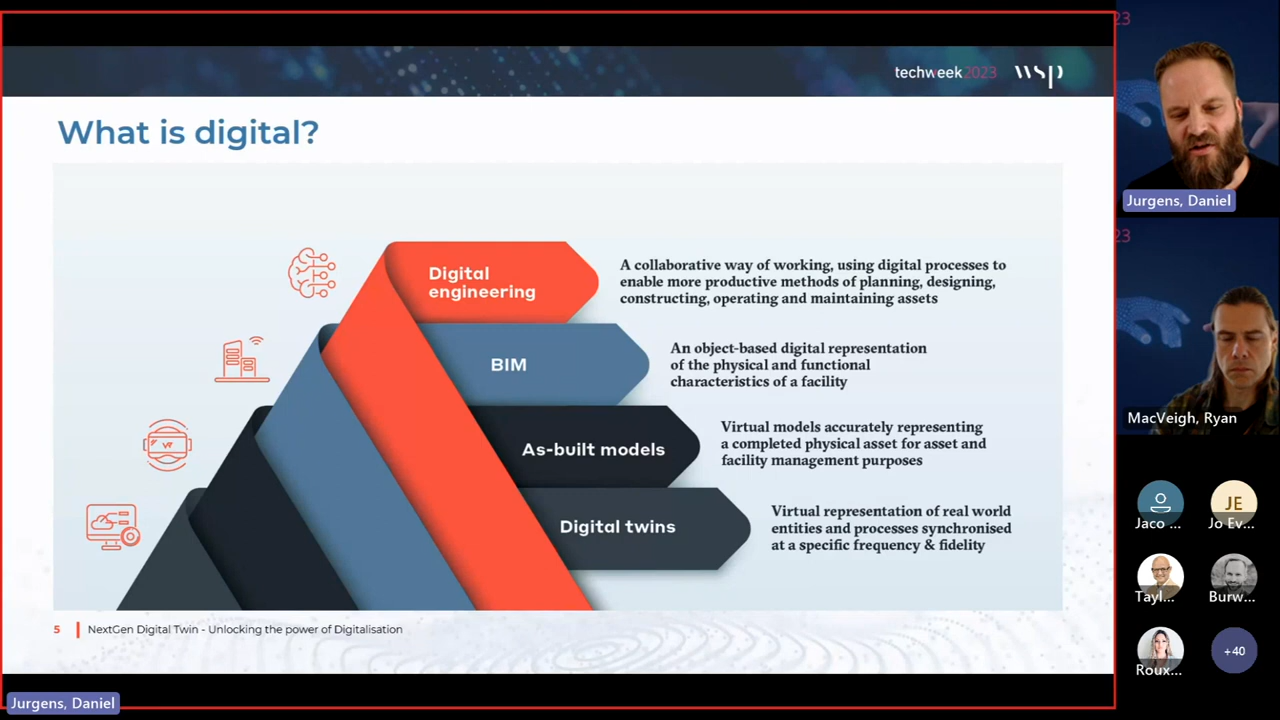 techweek2023 wsp
What is digital?
Digital
engineering
A collaborative way of working, using digital processes to
enable more productive methods of planning, designing,
constructing, operating and maintaining assets
BIM
An object-based digital representation
of the physical and functional
characteristics of a facility
As-built models
Virtual models accurately representing
a completed physical asset for asset and
facility management purposes
VR
Digital twins
Virtual representation of real world
entities and processes synchronised
at a specific frequency & fidelity
5 NextGen Digital Twin - Unlocking the power of Digitalisation
Jurgens, Daniel
23
Jurgens, Daniel
23
MacVeigh, Ryan
JE
Jaco ... Jo Ev...
Tayl... Burw...
Roux...
+40